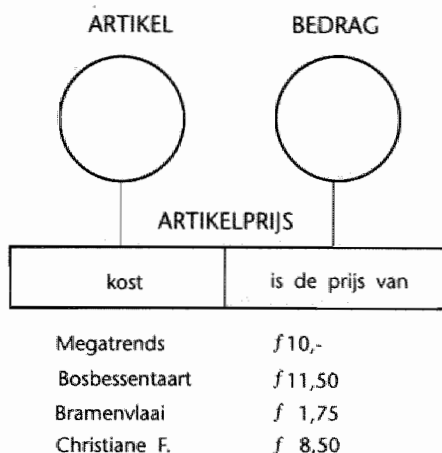 ARTIKEL BEDRAG
ARTIKELPRIJS
kost is de prijs van
Megatrends ƒ 10,-
Bosbessentaart ƒ 11,50
Bramenvlaai ƒ 1,75
Christiane F. ƒ 8,50